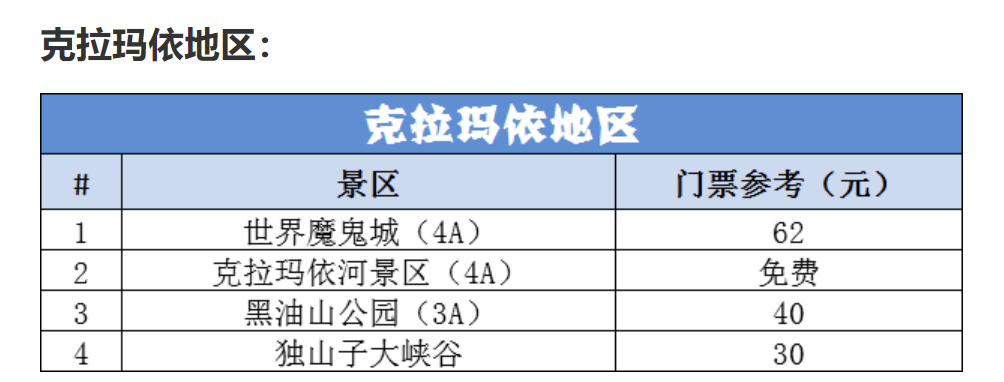 克拉玛依地区：
克拉玛依地区
# 景区 门票参考（元）
1 世界魔鬼城（4A） 62
2 克拉玛依河景区（4A） 免费
3 黑油山公园（3A） 40
4 独山子大峡谷 30